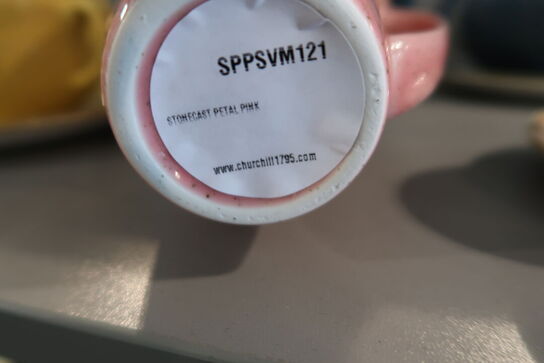 SPPSVM121
STONECAST PETAL PINK
www.churchill1795.com